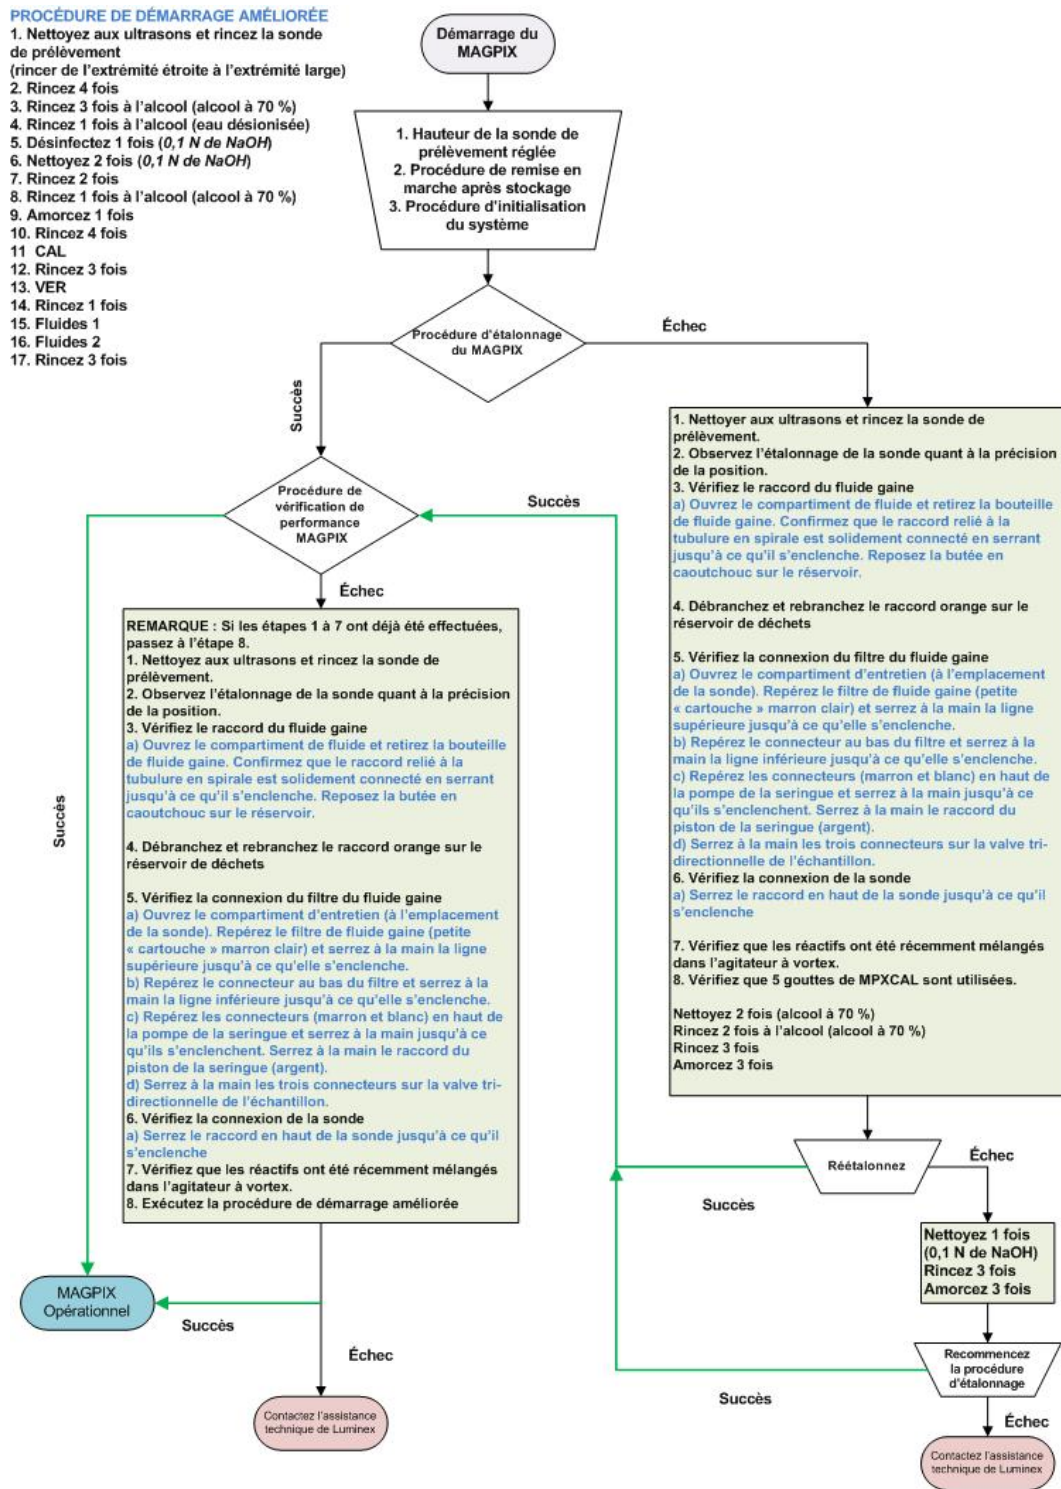 PROCÉDURE DE DÉMARRAGE AMÉLIORÉE
1. Nettoyez aux ultrasons et rincez la sonde
de prélèvement
(rincer de l'extrémité étroite à l'extrémité large)
2. Rincez 4 fois
3. Rincez 3 fois à l'alcool (alcool à 70 %)
4. Rincez 1 fois à l'alcool (eau désionisée)
5. Désinfectez 1 fois (0,1 N de NaOH)
6. Nettoyez 2 fois (0,1 N de NaOH)
7. Rincez 2 fois
8. Rincez 1 fois à l'alcool (alcool à 70 %)
9. Amorcez 1 fois
10. Rincez 4 fois
11 CAL
12. Rincez 3 fois
13. VER
14. Rincez 1 fois
15. Fluides 1
16. Fluides 2
17. Rincez 3 fois
Démarrage du
MAGPIX
1. Hauteur de la sonde de
prélèvement réglée
2. Procédure de remise en
marche après stockage
3. Procédure d'initialisation
du système
Procédure d'étalonnage
du MAGPIX
Échec
Succès
1. Nettoyer aux ultrasons et rincez la sonde de
prélèvement.
2. Observez l'étalonnage de la sonde quant à la précision
de la position.
3. Vérifiez le raccord du fluide gaine
a) Ouvrez le compartiment de fluide et retirez la bouteille
de fluide gaine. Confirmez que le raccord relié à la
tubulure en spirale est solidement connecté en serrant
jusqu'à ce qu'il s'enclenche. Reposez la butée en
caoutchouc sur le réservoir.
4. Débranchez et rebranchez le raccord orange sur le
réservoir de déchets
5. Vérifiez la connexion du filtre du fluide gaine
a) Ouvrez le compartiment d'entretien (à l'emplacement
de la sonde). Repérez le filtre de fluide gaine (petite
« cartouche » marron clair) et serrez à la main la ligne
supérieure jusqu'à ce qu'elle s'enclenche.
b) Repérez le connecteur au bas du filtre et serrez à la
main la ligne inférieure jusqu'à ce qu'elle s'enclenche.
c) Repérez les connecteurs (marron et blanc) en haut de
la pompe de la seringue et serrez à la main jusqu'à ce
qu'ils s'enclenchent. Serrez à la main le raccord du
piston de la seringue (argent).
d) Serrez à la main les trois connecteurs sur la valve tri-
directionnelle de l'échantillon.
6. Vérifiez la connexion de la sonde
a) Serrez le raccord en haut de la sonde jusqu'à ce qu'il
s'enclenche
7. Vérifiez que les réactifs ont été récemment mélangés
dans l'agitateur à vortex.
8. Vérifiez que 5 gouttes de MPXCAL sont utilisées.
Nettoyez 2 fois (alcool à 70 %)
Rincez 2 fois à l'alcool (alcool à 70 %)
Rincez 3 fois
Amorcez 3 fois
Procédure de
vérification de
performance
MAGPIX
Succès
Échec
REMARQUE : Si les étapes 1 à 7 ont déjà été effectuées,
passez à l'étape 8.
1. Nettoyez aux ultrasons et rincez la sonde de
prélèvement.
2. Observez l'étalonnage de la sonde quant à la précision
de la position.
3. Vérifiez le raccord du fluide gaine
a) Ouvrez le compartiment de fluide et retirez la bouteille
de fluide gaine. Confirmez que le raccord relié à la
tubulure en spirale est solidement connecté en serrant
jusqu'à ce qu'il s'enclenche. Reposez la butée en
caoutchouc sur le réservoir.
4. Débranchez et rebranchez le raccord orange sur le
réservoir de déchets
5. Vérifiez la connexion du filtre du fluide gaine
a) Ouvrez le compartiment d'entretien (à l'emplacement
de la sonde). Repérez le filtre de fluide gaine (petite
« cartouche » marron clair) et serrez à la main la ligne
supérieure jusqu'à ce qu'elle s'enclenche.
b) Repérez le connecteur au bas du filtre et serrez à la
main la ligne inférieure jusqu'à ce qu'elle s'enclenche.
c) Repérez les connecteurs (marron et blanc) en haut de
la pompe de la seringue et serrez à la main jusqu'à ce
qu'ils s'enclenchent. Serrez à la main le raccord du
piston de la seringue (argent).
d) Serrez à la main les trois connecteurs sur la valve tri-
directionnelle de l'échantillon.
6. Vérifiez la connexion de la sonde
a) Serrez le raccord en haut de la sonde jusqu'à ce qu'il
s'enclenche
7. Vérifiez que les réactifs ont été récemment mélangés
dans l'agitateur à vortex.
8. Exécutez la procédure de démarrage améliorée
Succès
Réétalonnez
Échec
Succès
Nettoyez 1 fois
(0,1 N de NaOH)
Rincez 3 fois
Amorcez 3 fois
MAGPIX
Opérationnel
Succès
Échec
Recommencez
la procédure
d'étalonnage
Succès
Échec
Contactez l'assistance
technique de Luminex
Contactez l'assistance
technique de Luminex